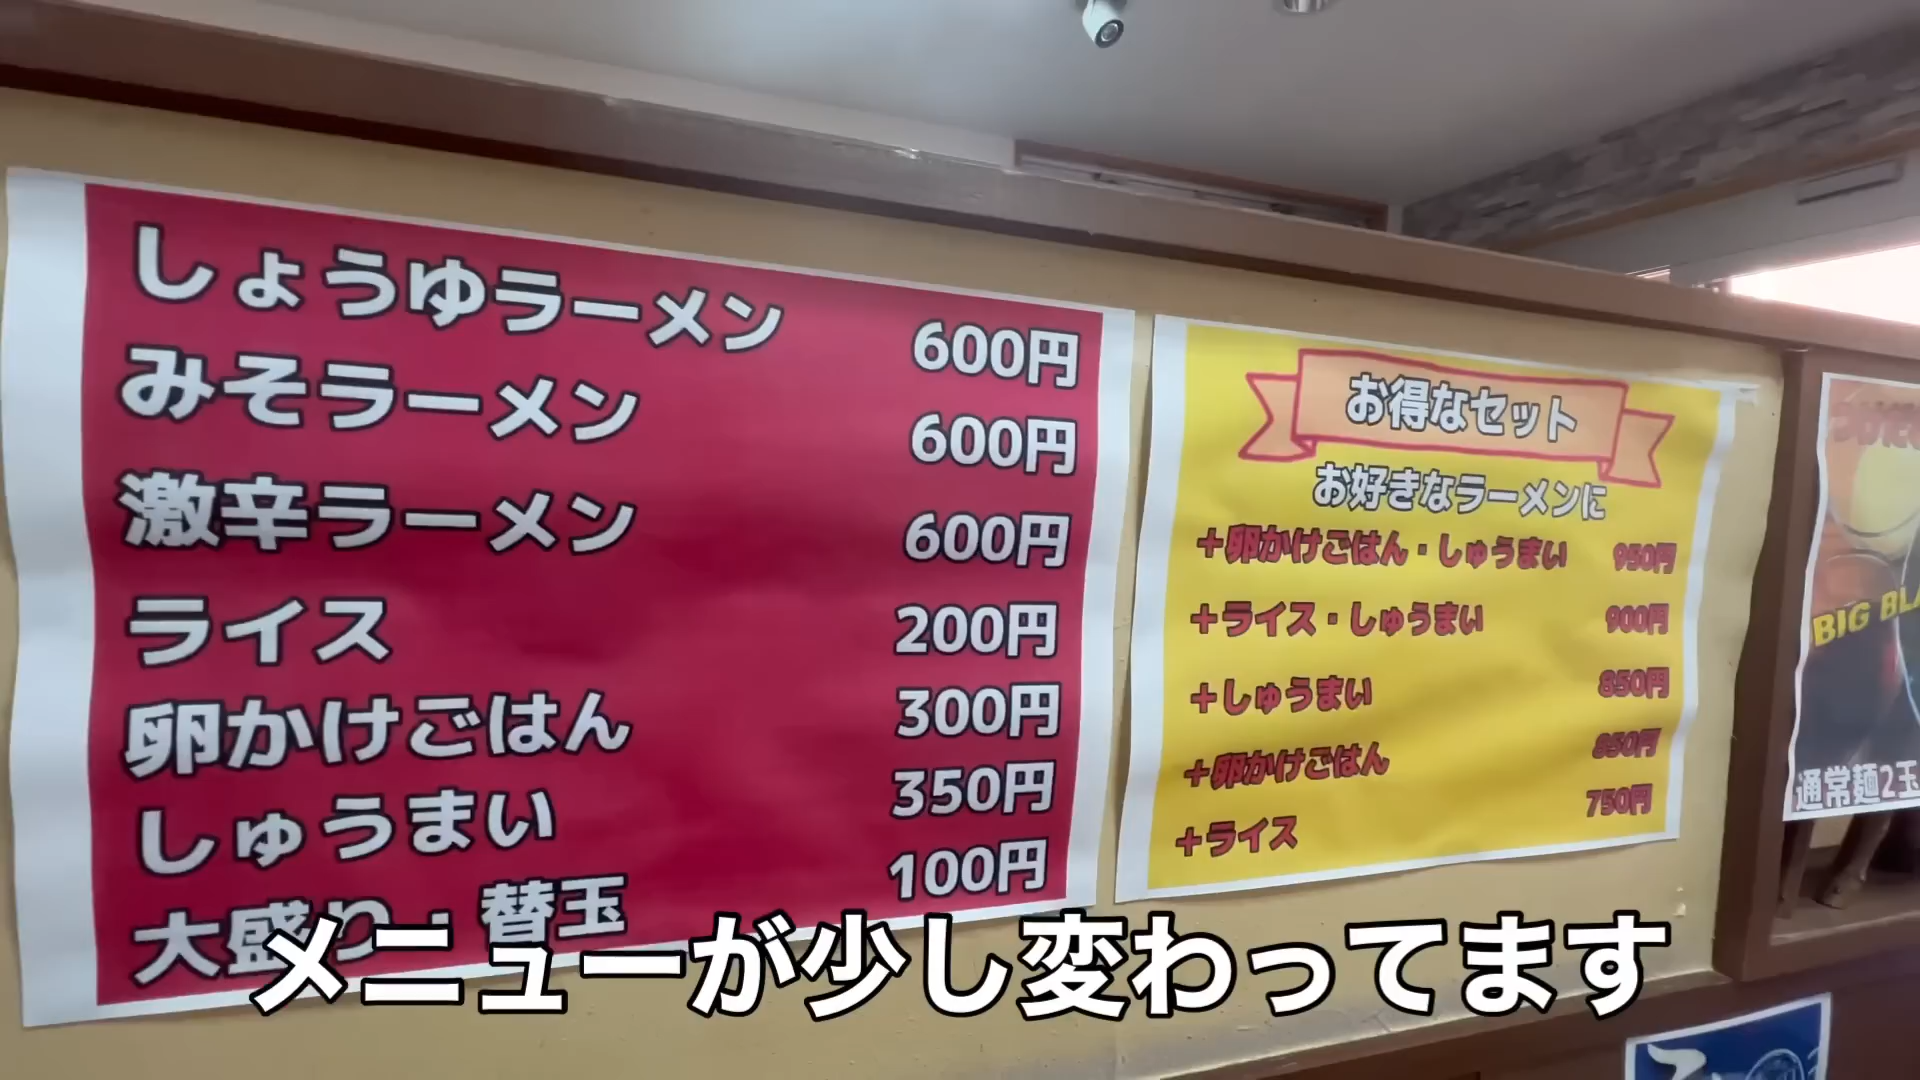 しょうゆラーメン 600円
みそラーメン 600円
激辛ラーメン 600円
ライス 200円
卵かけごはん 300円
しゅうまい 350円
大盛り・替玉 100円
お得なセット
お好きなラーメンに
+卵かけごはん・しゅうまい 950円
+ライス・しゅうまい 900円
+しゅうまい 850円
+卵かけごはん 850円
+ライス 750円
BIG BLA
通常麺2玉
メニューが少し変わってます